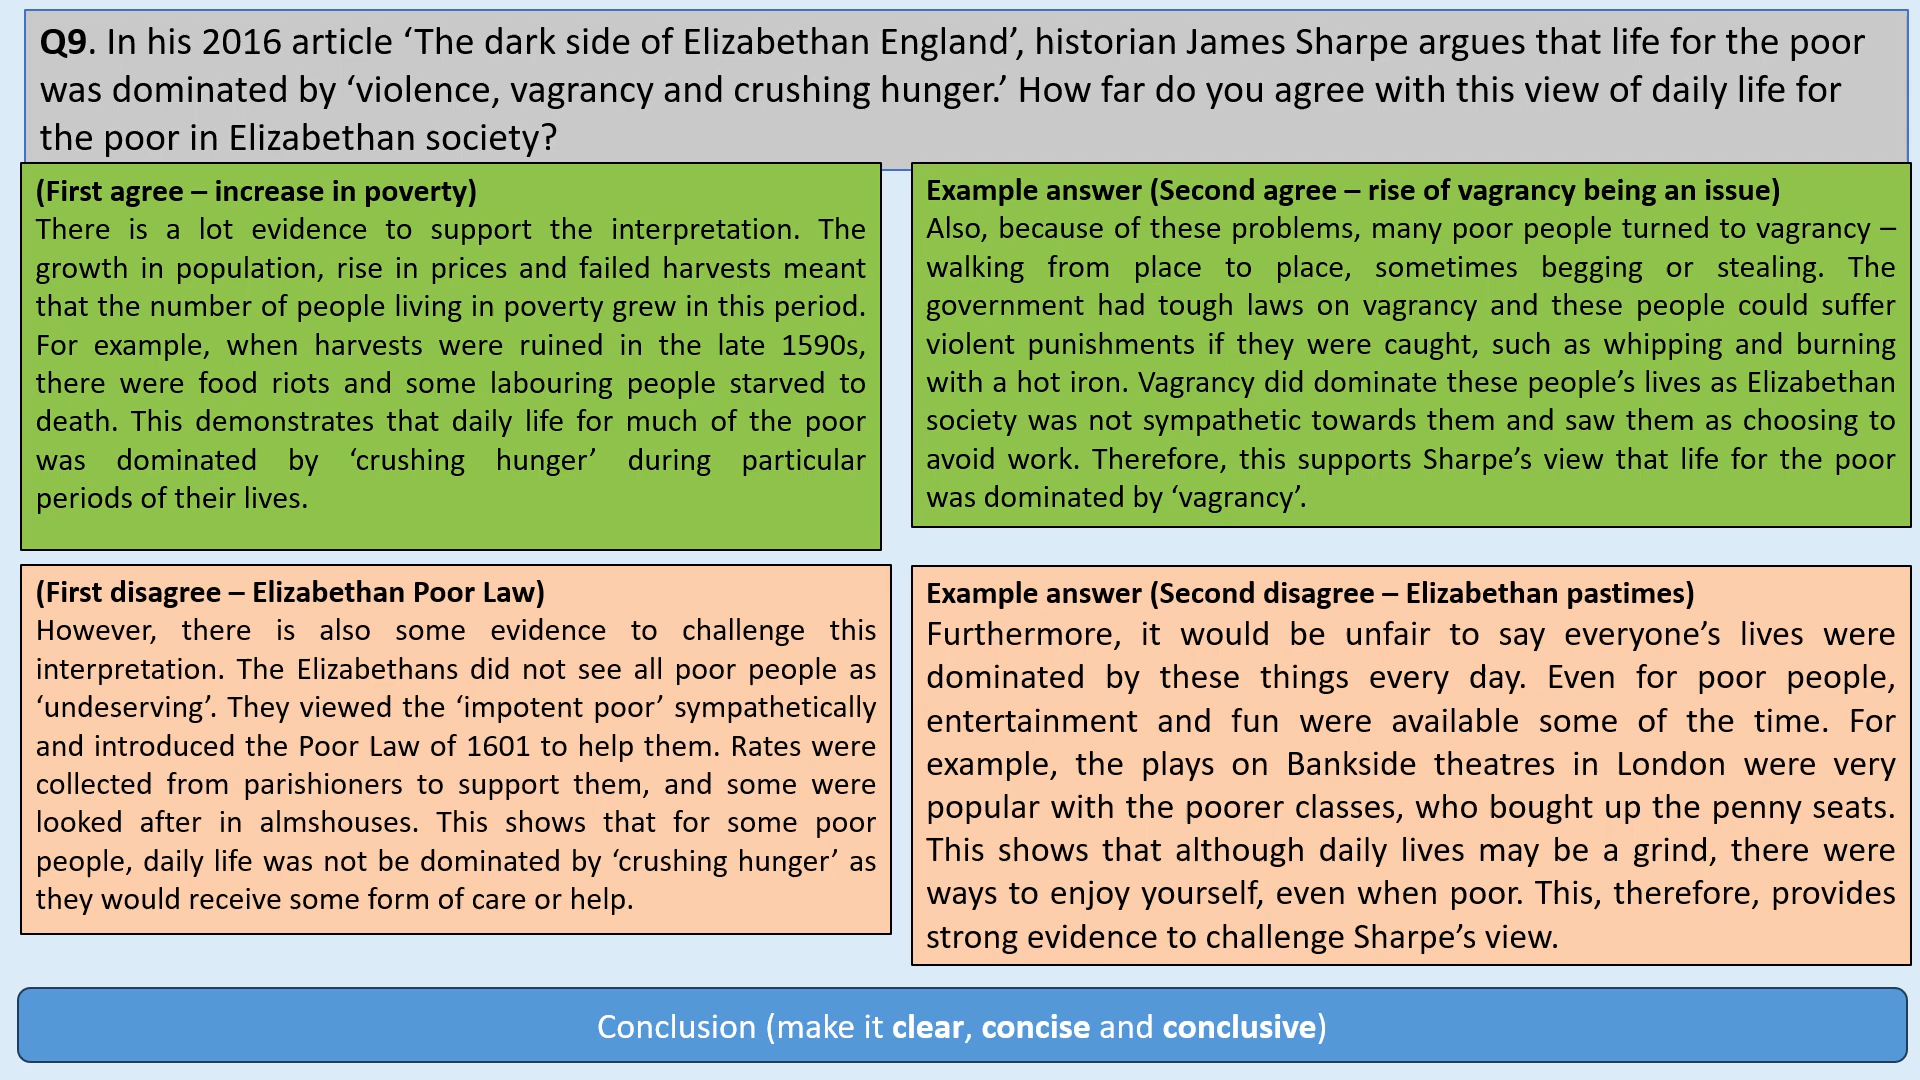 Q9. In his 2016 article ‘The dark side of Elizabethan England’, historian James Sharpe argues that life for the poor
was dominated by ‘violence, vagrancy and crushing hunger.’ How far do you agree with this view of daily life for
the poor in Elizabethan society?
(First agree – increase in poverty)
There is a lot evidence to support the interpretation. The
growth in population, rise in prices and failed harvests meant
that the number of people living in poverty grew in this period.
For example, when harvests were ruined in the late 1590s,
there were food riots and some labouring people starved to
death. This demonstrates that daily life for much of the poor
was dominated by ‘crushing hunger’ during particular
periods of their lives.
Example answer (Second agree – rise of vagrancy being an issue)
Also, because of these problems, many poor people turned to vagrancy –
walking from place to place, sometimes begging or stealing. The
government had tough laws on vagrancy and these people could suffer
violent punishments if they were caught, such as whipping and burning
with a hot iron. Vagrancy did dominate these people’s lives as Elizabethan
society was not sympathetic towards them and saw them as choosing to
avoid work. Therefore, this supports Sharpe’s view that life for the poor
was dominated by ‘vagrancy’.
(First disagree – Elizabethan Poor Law)
However, there is also some evidence to challenge this
interpretation. The Elizabethans did not see all poor people as
‘undeserving’. They viewed the ‘impotent poor’ sympathetically
and introduced the Poor Law of 1601 to help them. Rates were
collected from parishioners to support them, and some were
looked after in almshouses. This shows that for some poor
people, daily life was not be dominated by ‘crushing hunger’ as
they would receive some form of care or help.
Example answer (Second disagree – Elizabethan pastimes)
Furthermore, it would be unfair to say everyone’s lives were
dominated by these things every day. Even for poor people,
entertainment and fun were available some of the time. For
example, the plays on Bankside theatres in London were very
popular with the poorer classes, who bought up the penny seats.
This shows that although daily lives may be a grind, there were
ways to enjoy yourself, even when poor. This, therefore, provides
strong evidence to challenge Sharpe’s view.
Conclusion (make it clear, concise and conclusive)